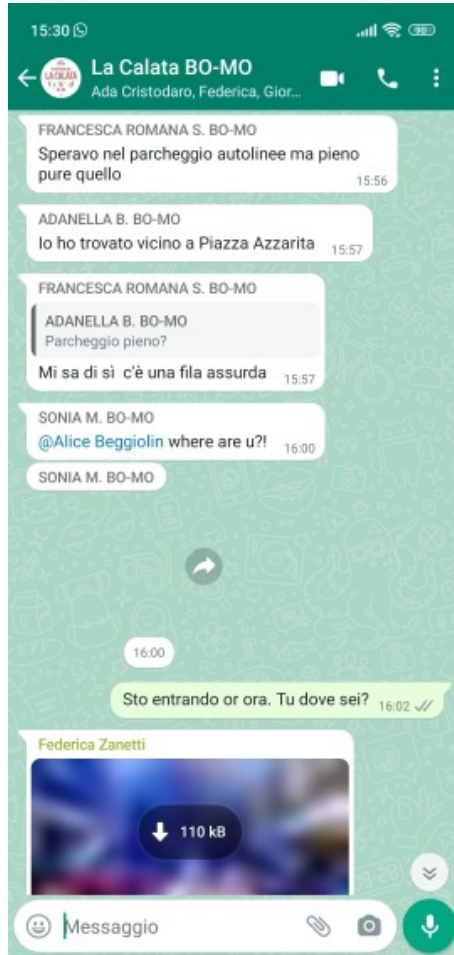 15:30
La Calata BO-MO
Ada Cristodaro, Federica, Gior...
FRANCESCA ROMANA S. BO-MO
Speravo nel parcheggio autolinee ma pieno
pure quello
15:56
ADANELLA B. BO-MO
Io ho trovato vicino a Piazza Azzarita
15:57
FRANCESCA ROMANA S. BO-MO
ADANELLA B. BO-MO
Parcheggio pieno?
Mi sa di sì c'è una fila assurda
15:57
SONIA M. BO-MO
@Alice Beggiolin where are u?!
16:00
SONIA M. BO-MO
16:00
Sto entrando or ora. Tu dove sei?
16:02
Federica Zanetti
110 kB
Messaggio